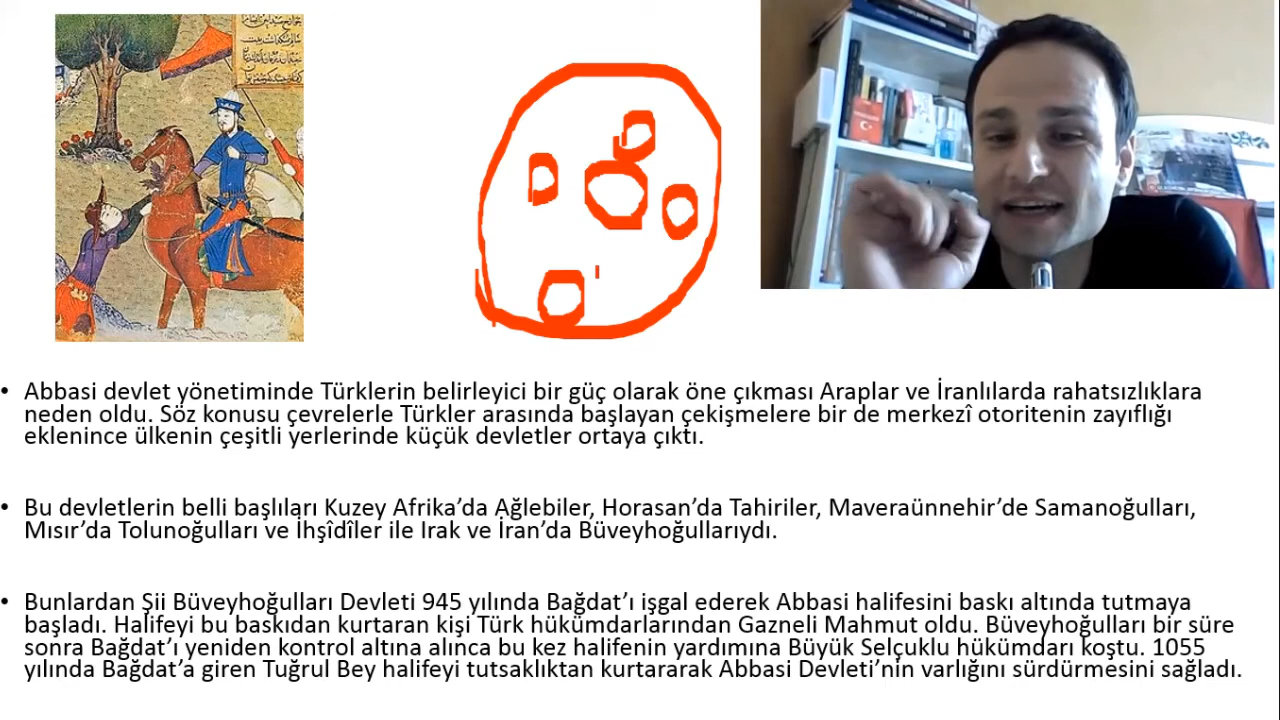 • Abbasi devlet yönetiminde Türklerin belirleyici bir güç olarak öne çıkması Araplar ve İranlılarda rahatsızlıklara
neden oldu. Söz konusu çevrelerle Türkler arasında başlayan çekişmelere bir de merkezî otoritenin zayıflığı
eklenince ülkenin çeşitli yerlerinde küçük devletler ortaya çıktı.
• Bu devletlerin belli başlıları Kuzey Afrika’da Ağlebiler, Horasan’da Tahiriler, Maveraünnehir’de Samanoğulları,
Mısır’da Tolunoğulları ve İhşîdîler ile Irak ve İran’da Büveyhoğullarıydı.
• Bunlardan Şii Büveyhoğulları Devleti 945 yılında Bağdat’ı işgal ederek Abbasi halifesini baskı altında tutmaya
başladı. Halifeyi bu baskıdan kurtaran kişi Türk hükümdarlarından Gazneli Mahmut oldu. Büveyhoğulları bir süre
sonra Bağdat’ı yeniden kontrol altına alınca bu kez halifenin yardımına Büyük Selçuklu hükümdarı koştu. 1055
yılında Bağdat’a giren Tuğrul Bey halifeyi tutsaklıktan kurtararak Abbasi Devleti’nin varlığını sürdürmesini sağladı.